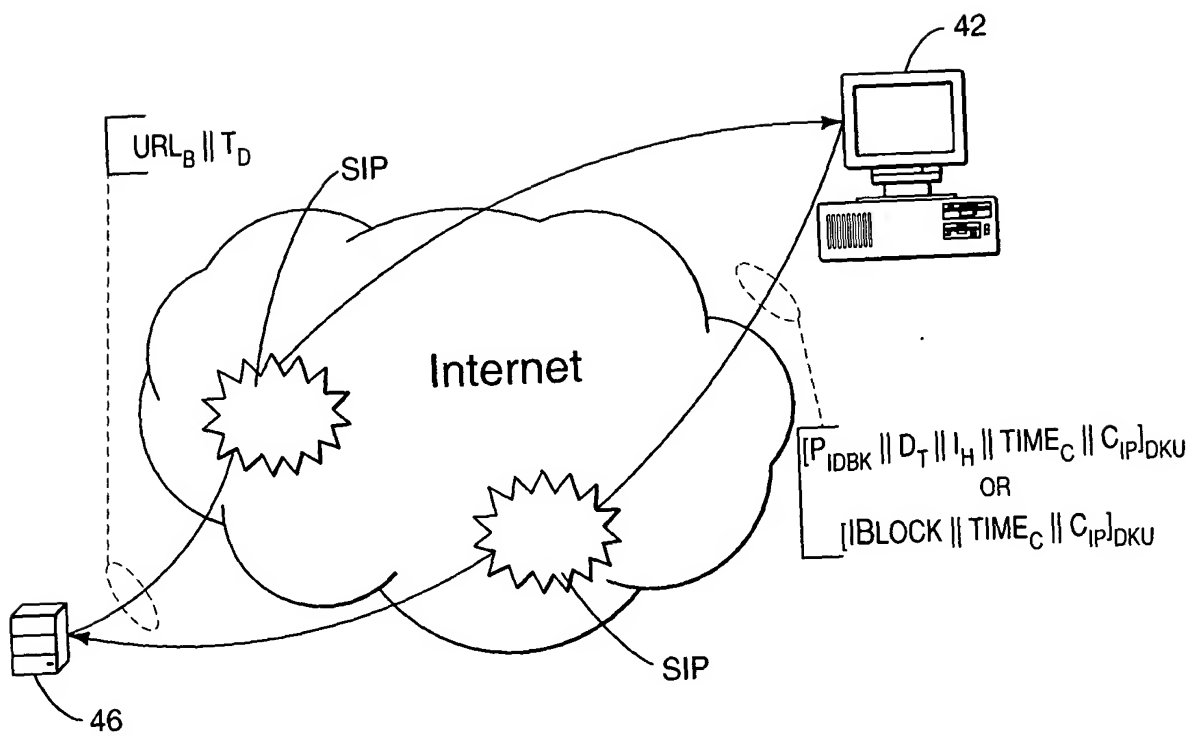 42
URL_B || T_D
SIP
Internet
[P_IDBK || D_T || I_H || TIME_C || C_IP]_DKU
OR
[IBLOCK || TIME_C || C_IP]_DKU
SIP
46